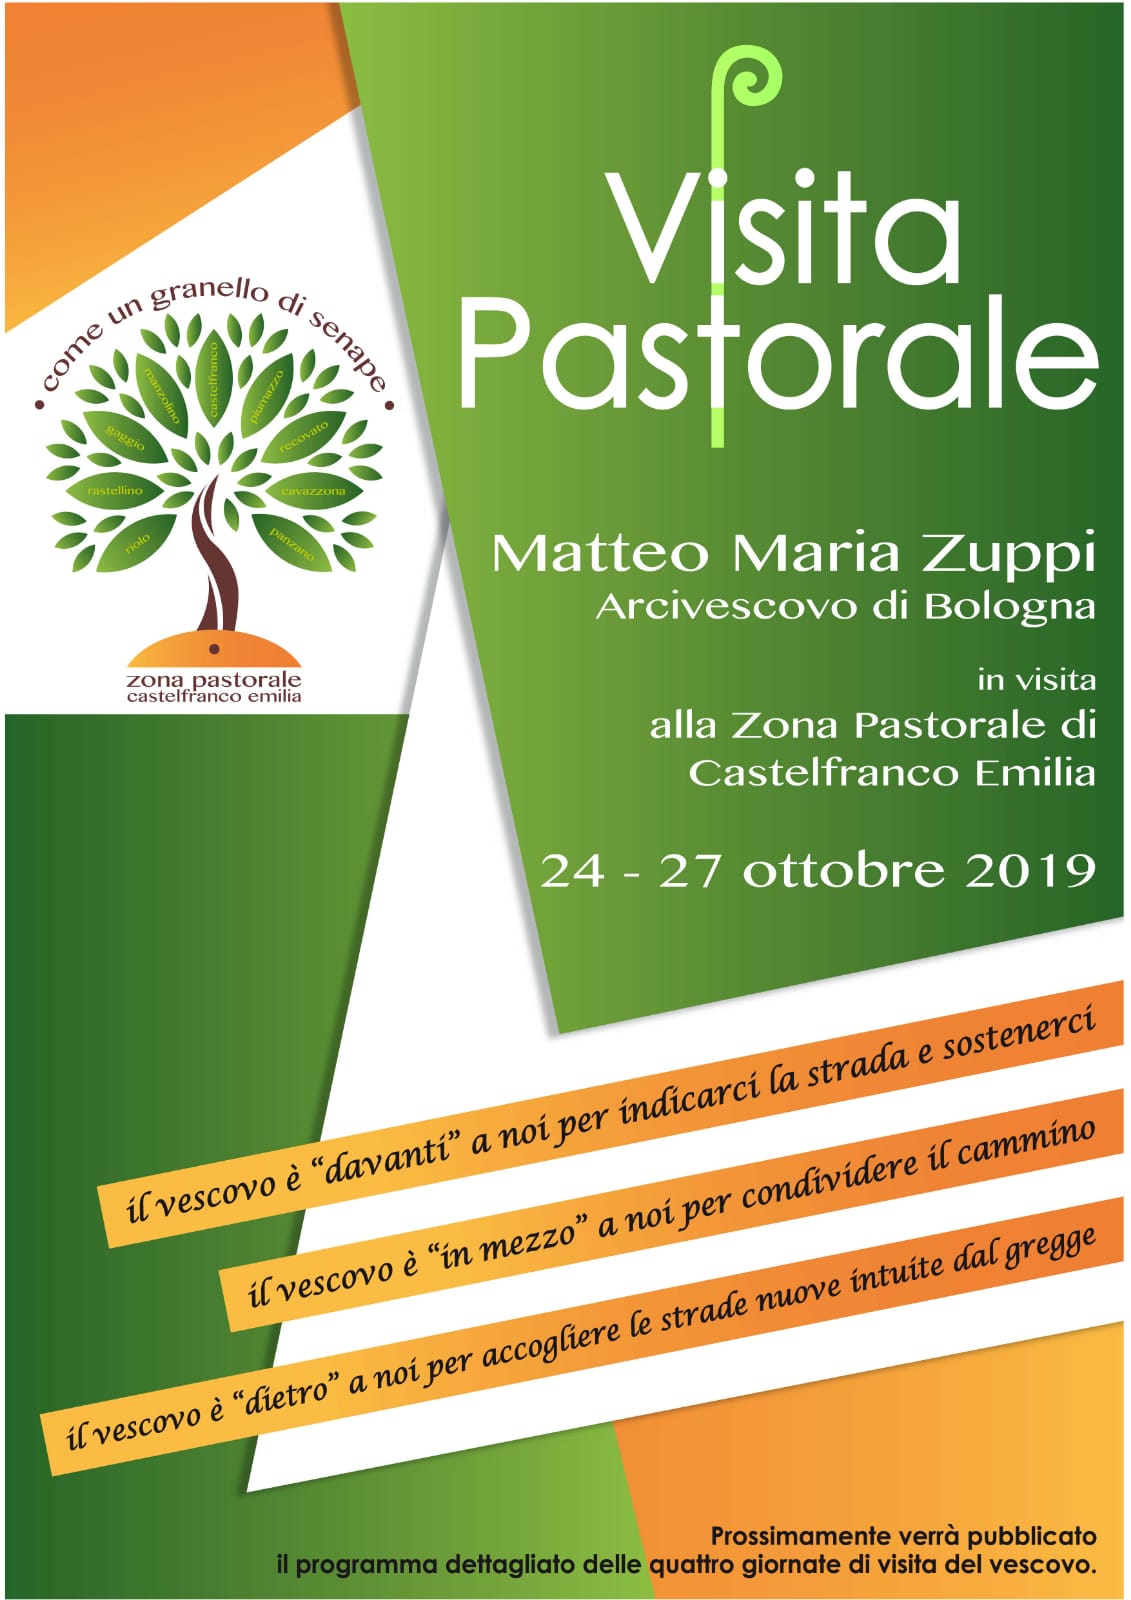 Visita
Pastorale
• come un granello di senape •
castelfranco
manzolino
piumazzo
gaggio
recovato
rastellino
cavazzona
riolo
panzano
zona pastorale
castelfranco emilia
Matteo Maria Zuppi
Arcivescovo di Bologna
in visita
alla Zona Pastorale di
Castelfranco Emilia
24 - 27 ottobre 2019
il vescovo è “davanti” a noi per indicarci la strada e sostenerci
il vescovo è “in mezzo” a noi per condividere il cammino
il vescovo è “dietro” a noi per accogliere le strade nuove intuite dal gregge
Prossimamente verrà pubblicato
il programma dettagliato delle quattro giornate di visita del vescovo.